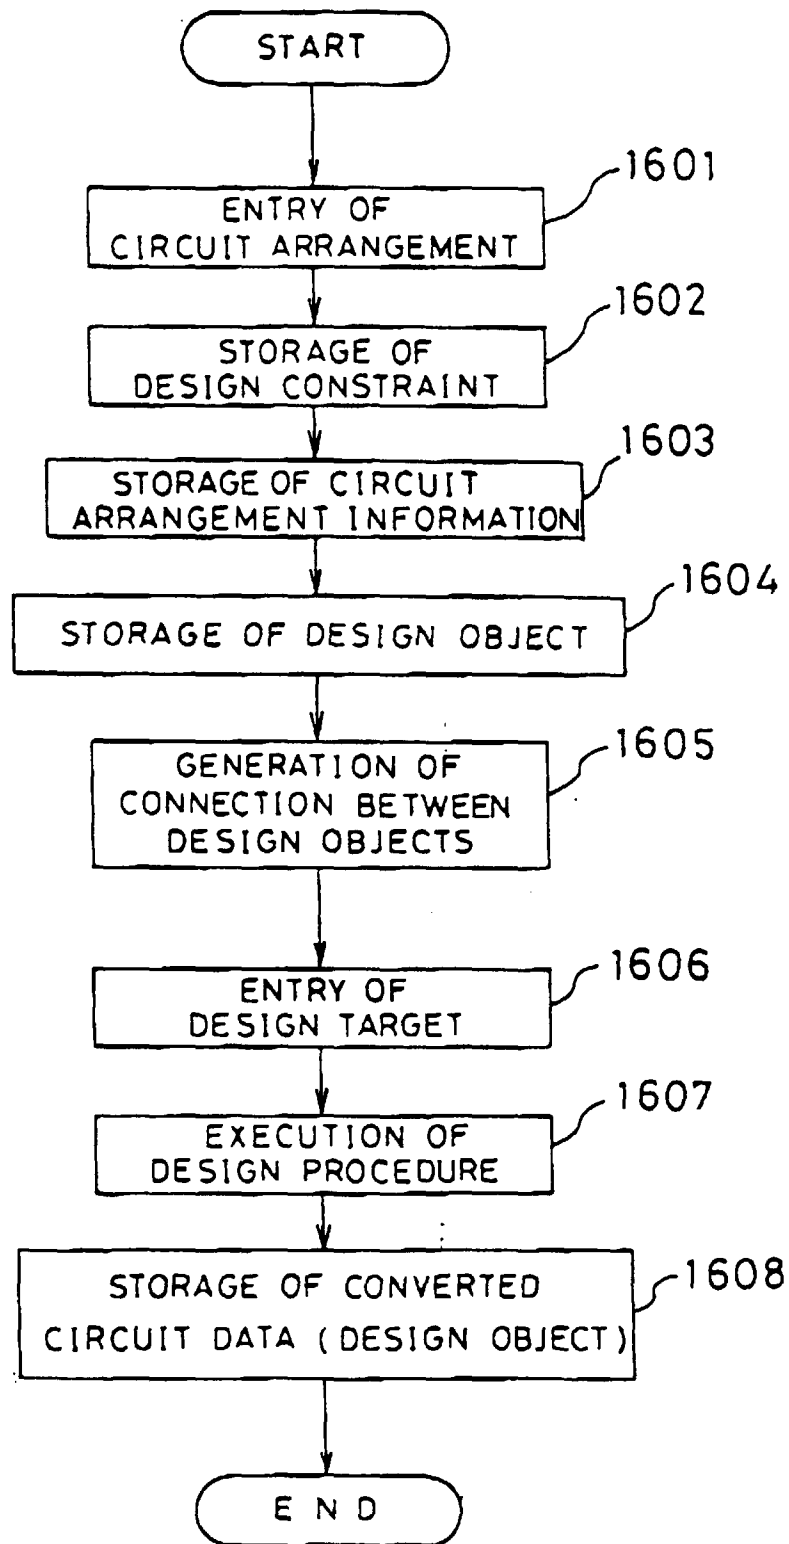 START
1601
ENTRY OF
CIRCUIT ARRANGEMENT
1602
STORAGE OF
DESIGN CONSTRAINT
1603
STORAGE OF CIRCUIT
ARRANGEMENT INFORMATION
1604
STORAGE OF DESIGN OBJECT
1605
GENERATION OF
CONNECTION BETWEEN
DESIGN OBJECTS
1606
ENTRY OF
DESIGN TARGET
1607
EXECUTION OF
DESIGN PROCEDURE
1608
STORAGE OF CONVERTED
CIRCUIT DATA (DESIGN OBJECT)
END